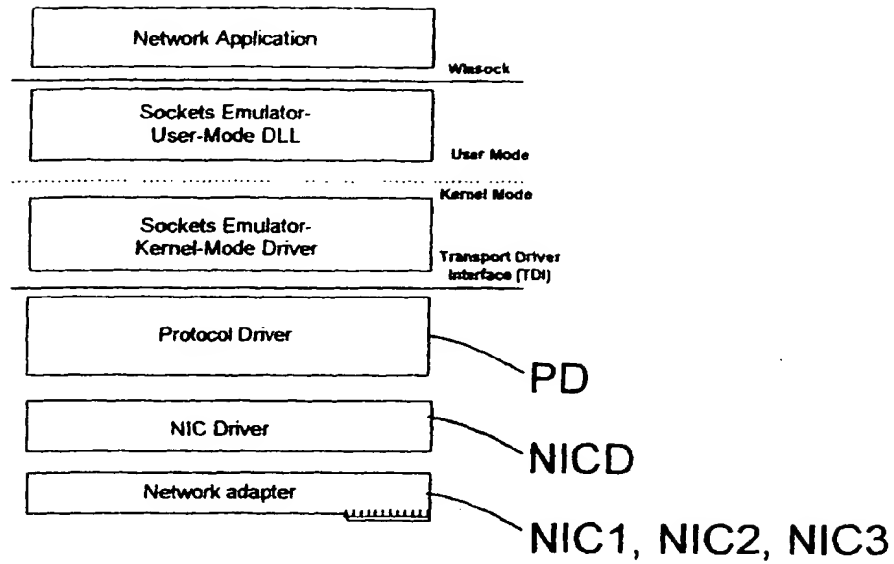 Network Application
Winsock
Sockets Emulator-
User-Mode DLL
User Mode
Kernel Mode
Sockets Emulator-
Kernel-Mode Driver
Transport Driver
Interface (TDI)
Protocol Driver
PD
NIC Driver
NICD
Network adapter
NIC1, NIC2, NIC3